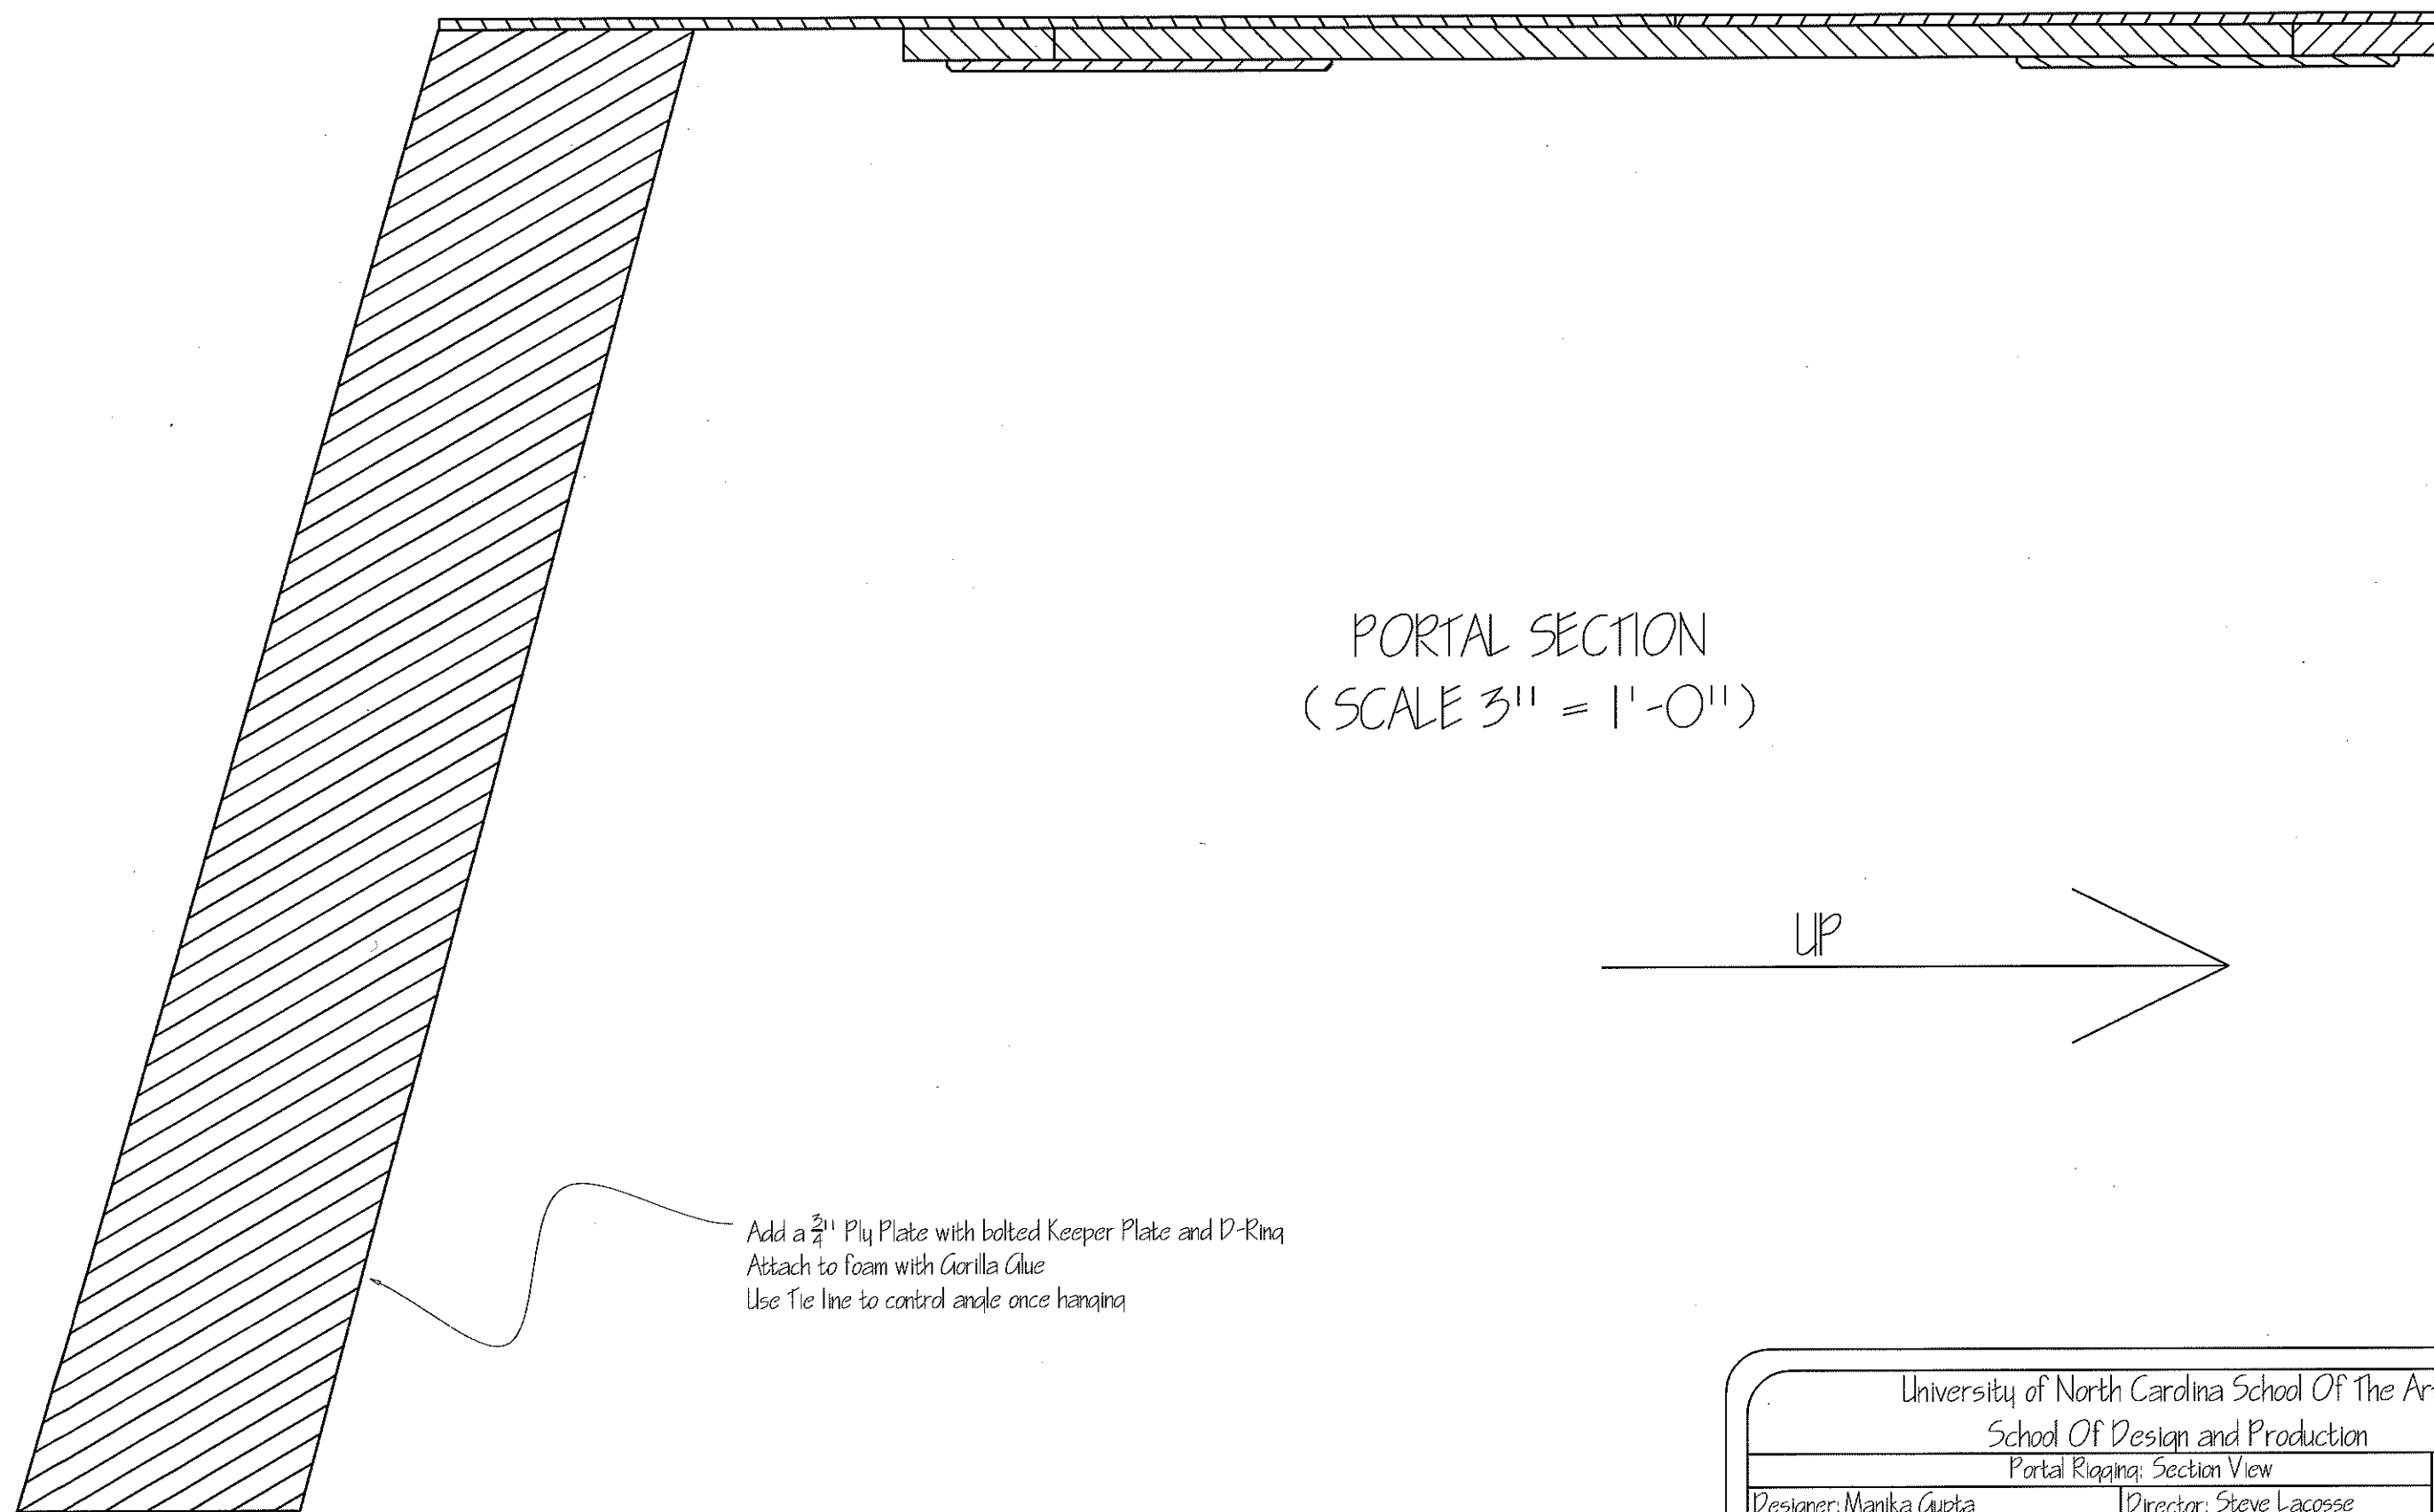 PORTAL SECTION
(SCALE 3" = 1'-0")
UP
Add a 3/4" Ply Plate with bolted Keeper Plate and D-Ring
Attach to foam with Gorilla Glue
Use Tie line to control angle once hanging
University of North Carolina School Of The
School Of Design and Production
Portal Rigging: Section View
Designer: Manika Gupta
Director: Steve Lacosse